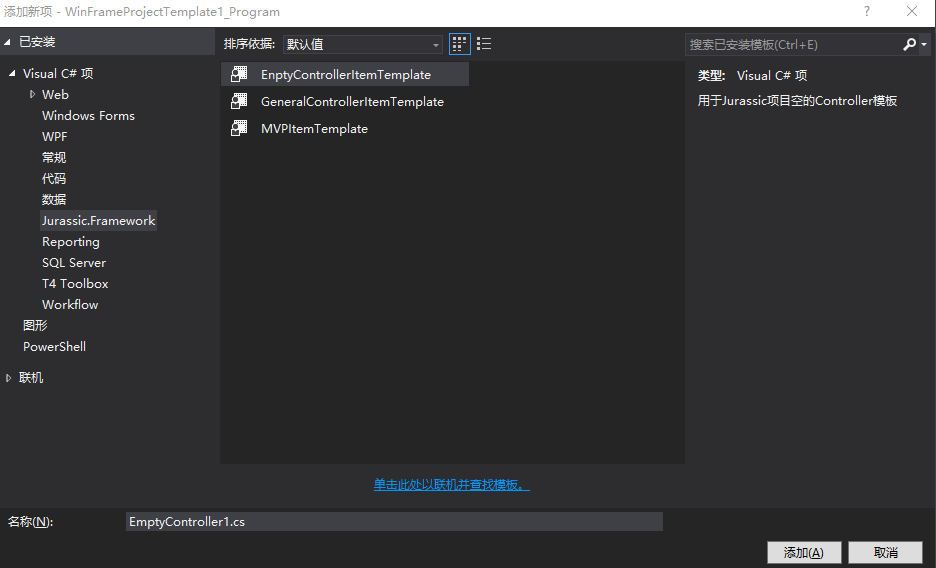 添加新项 - WinFrameProjectTemplate1_Program
?
已安装
排序依据: 默认值
搜索已安装模板(Ctrl+E)
Visual C# 项
Web
Windows Forms
WPF
常规
代码
数据
Jurassic.Framework
Reporting
SQL Server
T4 Toolbox
Workflow
图形
PowerShell
联机
EnptyControllerItemTemplate
GeneralControllerItemTemplate
MVPItemTemplate
类型: Visual C# 项
用于Jurassic项目空的Controller模板
单击此处以联机并查找模板。
名称(N): EmptyController1.cs
添加(A) 取消